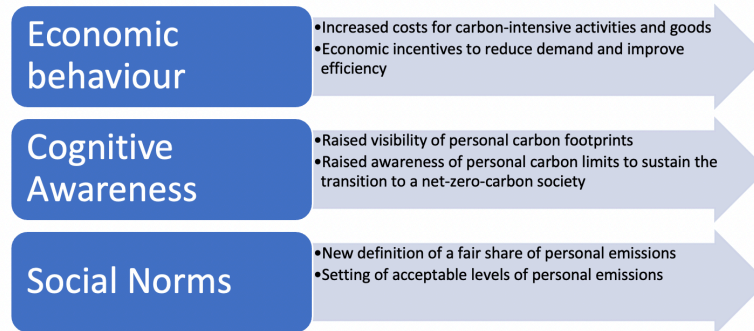 Economic
behaviour
•Increased costs for carbon-intensive activities and goods
•Economic incentives to reduce demand and improve
efficiency
Cognitive
Awareness
•Raised visibility of personal carbon footprints
•Raised awareness of personal carbon limits to sustain the
transition to a net-zero-carbon society
Social Norms
•New definition of a fair share of personal emissions
•Setting of acceptable levels of personal emissions